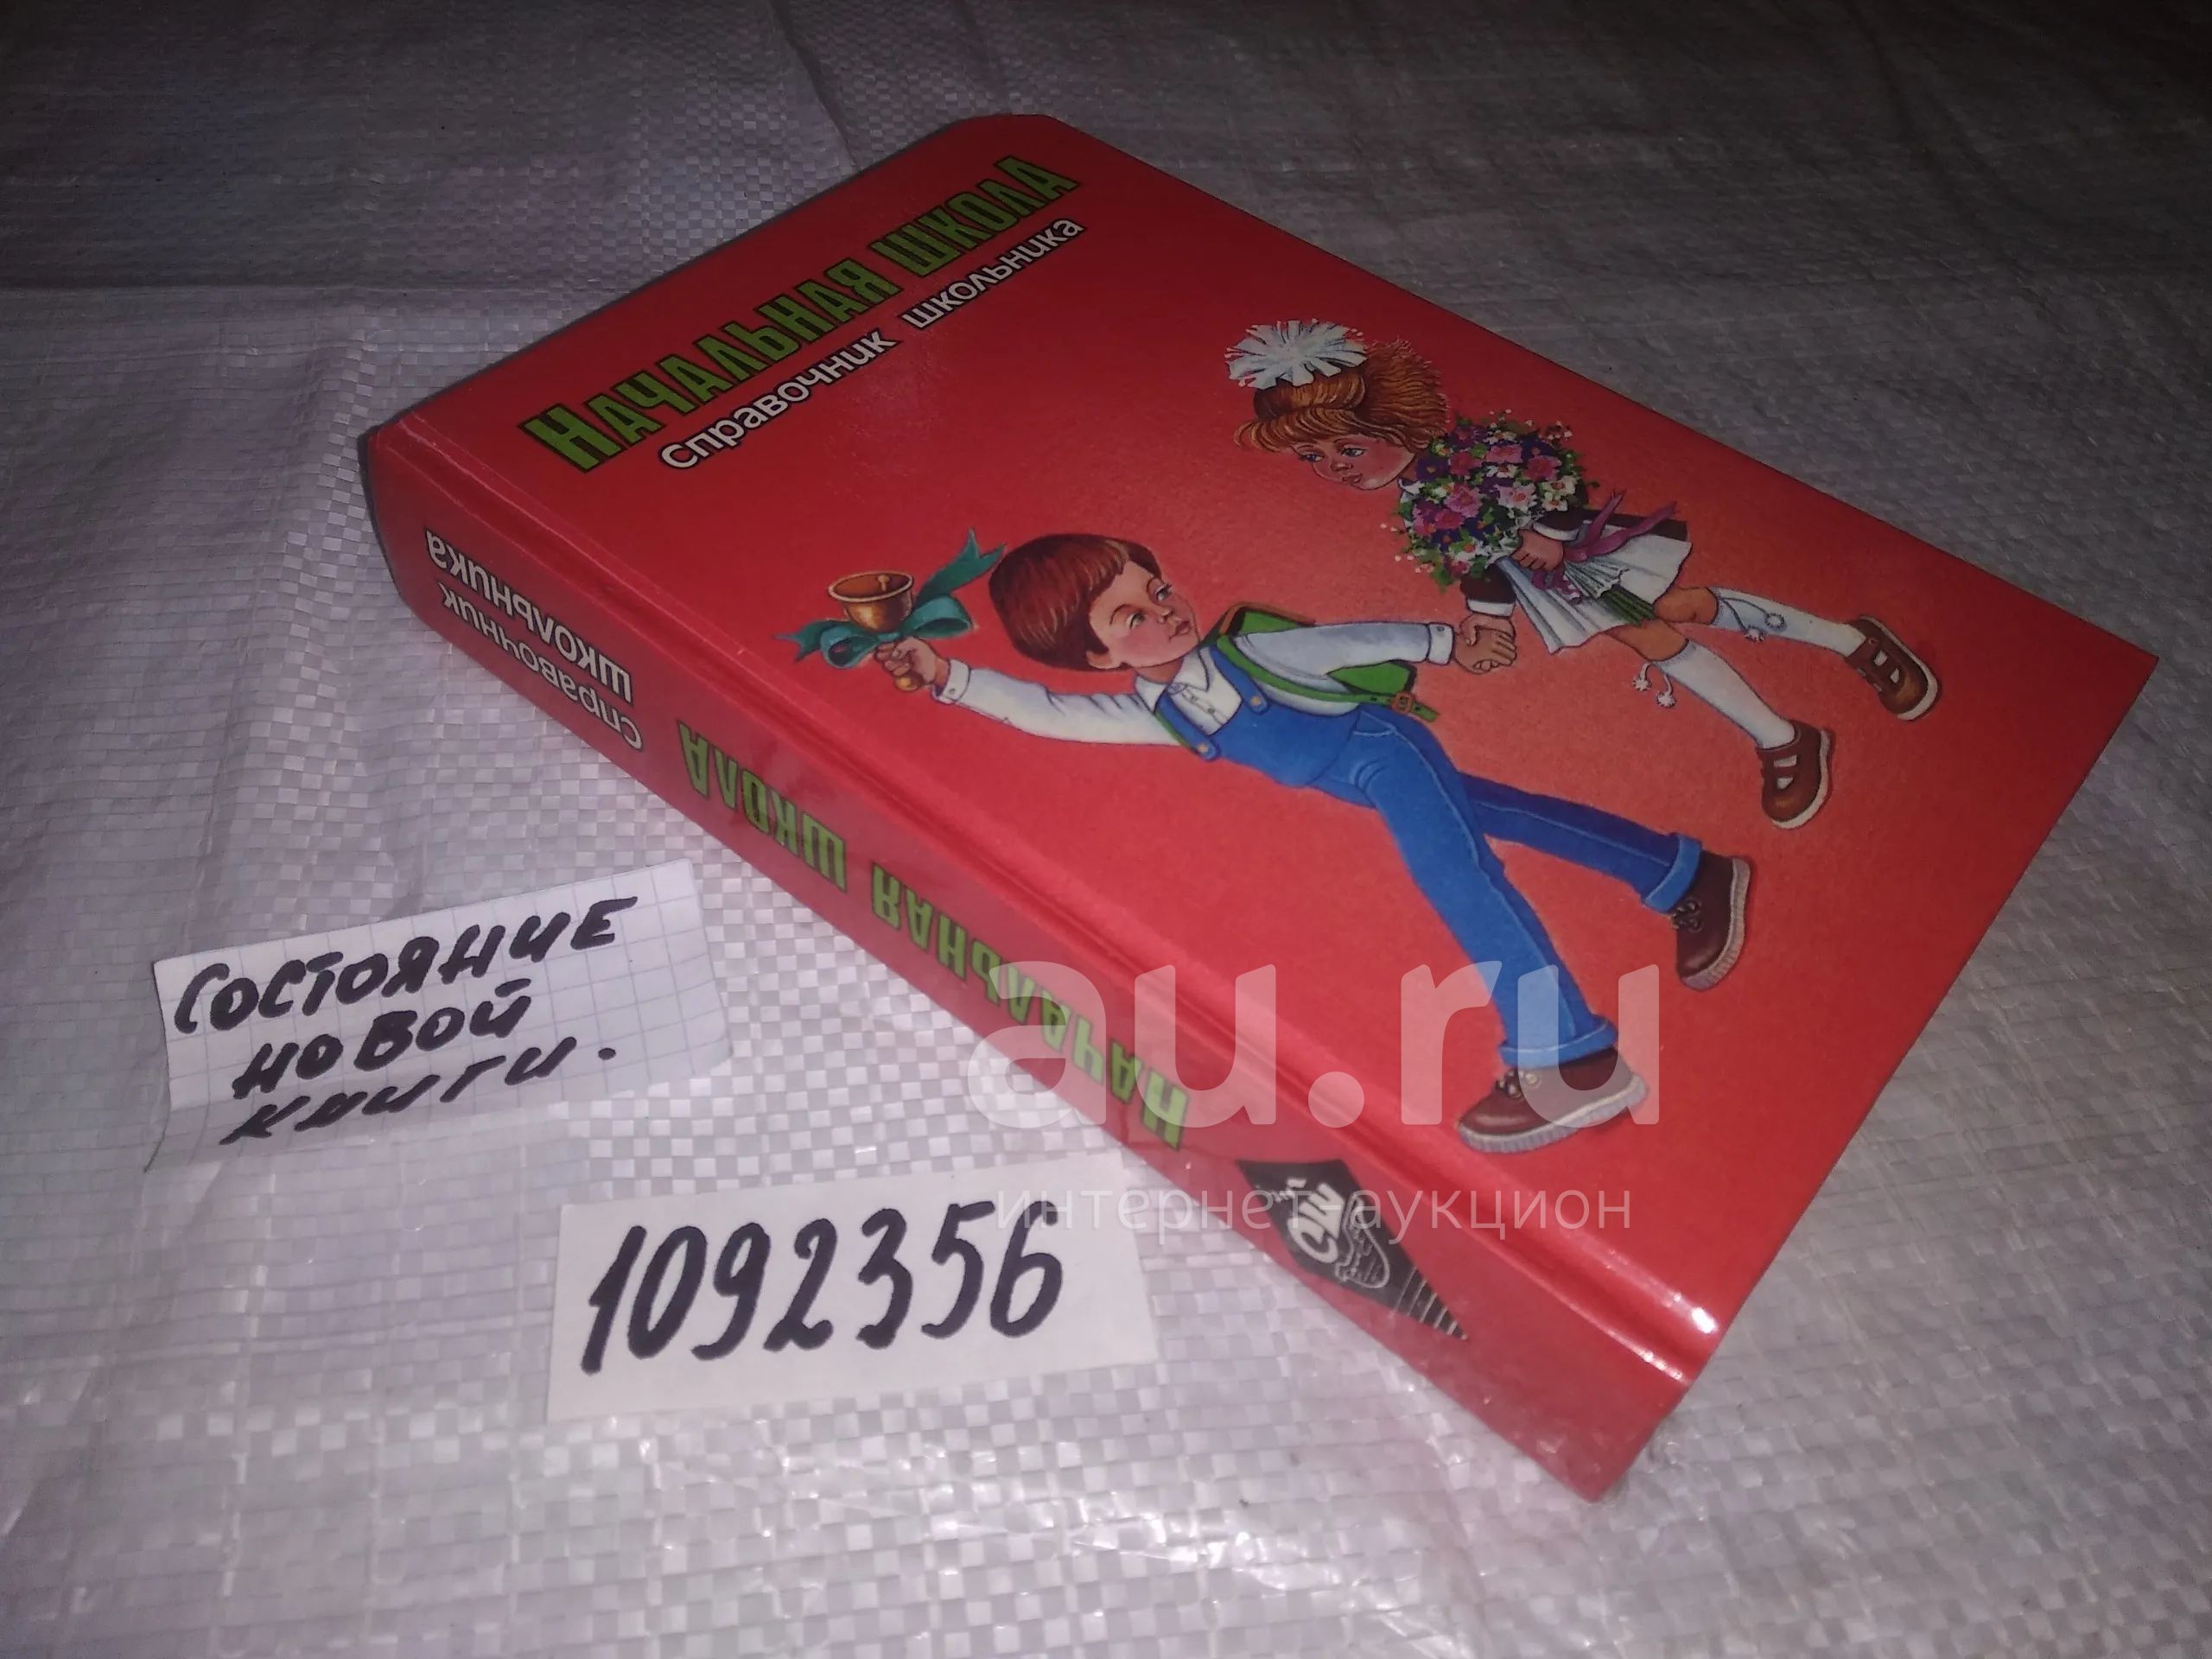 НАЧАЛЬНАЯ ШКОЛА
Справочник школьника
Справочник
школьника
НАЧАЛЬНАЯ ШКОЛА
СОСТОЯНИЕ
НОВОЙ
КНИГИ.
1092356
au.ru
интернет-аукцион